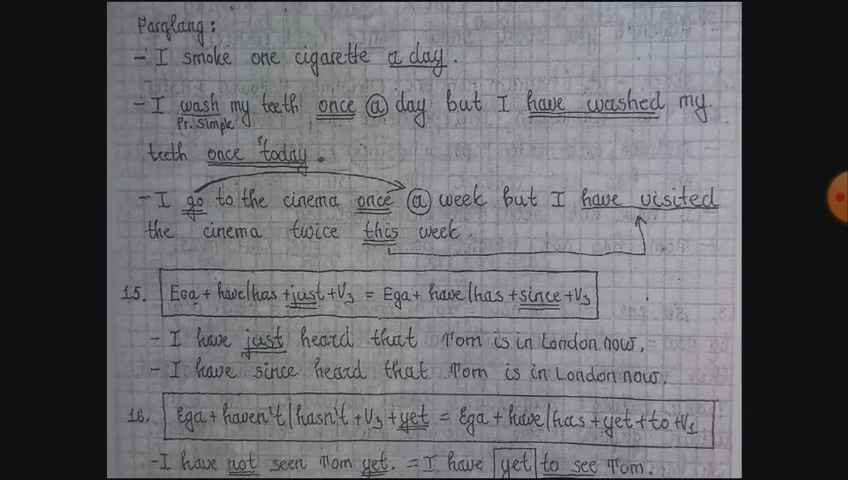 Parqlang:
- I smoke one cigarette a day.
- I wash my teeth once a day but I have washed my
Pr. Simple
teeth once today.
- I go to the cinema once a week but I have visited
the cinema twice this week.
15. Ega + have/has + just + V3 = Ega + have/has + since + V3
- I have just heard that Tom is in London now.
- I have since heard that Tom is in London now.
16. Ega + haven't/hasn't + V3 + yet = Ega + have/has + yet + to + V1
- I have not seen Tom yet. = I have yet to see Tom.